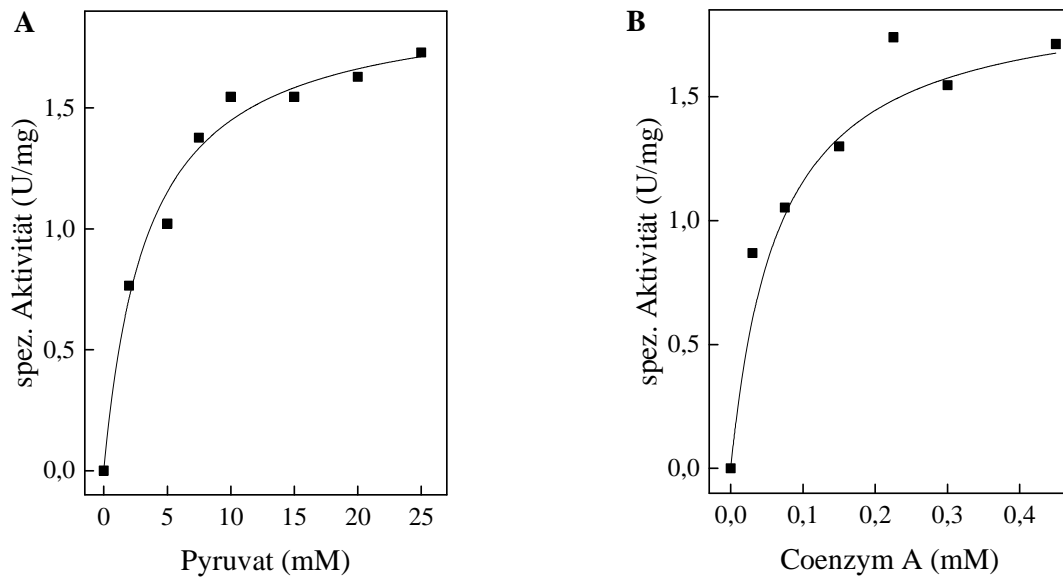 A
spez. Aktivität (U/mg)
1,5
1,0
0,5
0,0
0 5 10 15 20 25
Pyruvat (mM)
B
spez. Aktivität (U/mg)
1,5
1,0
0,5
0,0
0,0 0,1 0,2 0,3 0,4
Coenzym A (mM)